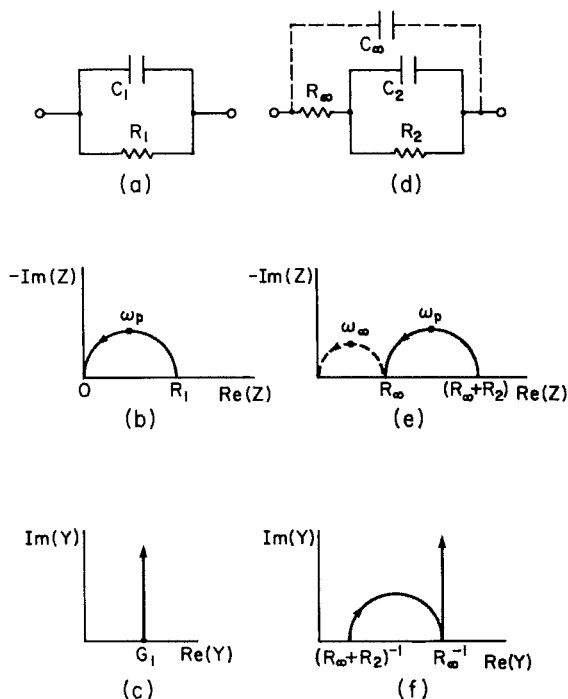 C₁
R₁
(a)
C∞
R∞
C₂
R₂
(d)
-Im(Z)
ωp
O
R₁
Re(Z)
(b)
-Im(Z)
ω∞
ωp
R∞
(R∞+R₂)
Re(Z)
(e)
Im(Y)
G₁
Re(Y)
(c)
Im(Y)
(R∞+R₂)⁻¹
R∞⁻¹
Re(Y)
(f)